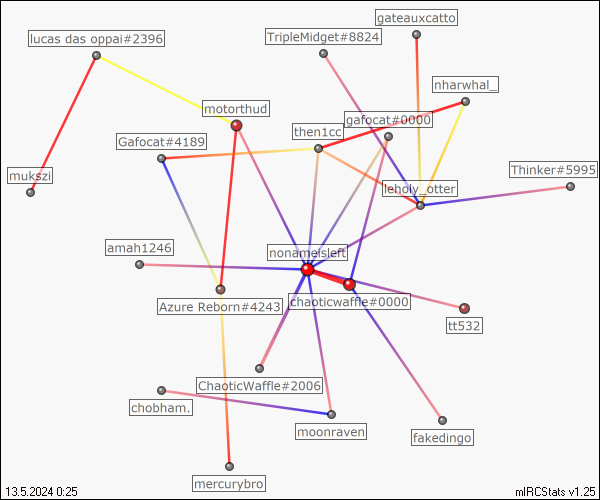 gateauxcatto
lucas das oppai#2396
TripleMidget#8824
nharwhal_
motorthud
gafocat#0000
then1cc
Gafocat#4189
Thinker#5995
mukszi
leholy_otter
amah1246
nonameisleft
chaoticwaffle#0000
Azure Reborn#4243
tt532
ChaoticWaffle#2006
chobham.
moonraven
fakedingo
mercurybro
13.5.2024 0:25
mIRCStats v1.25